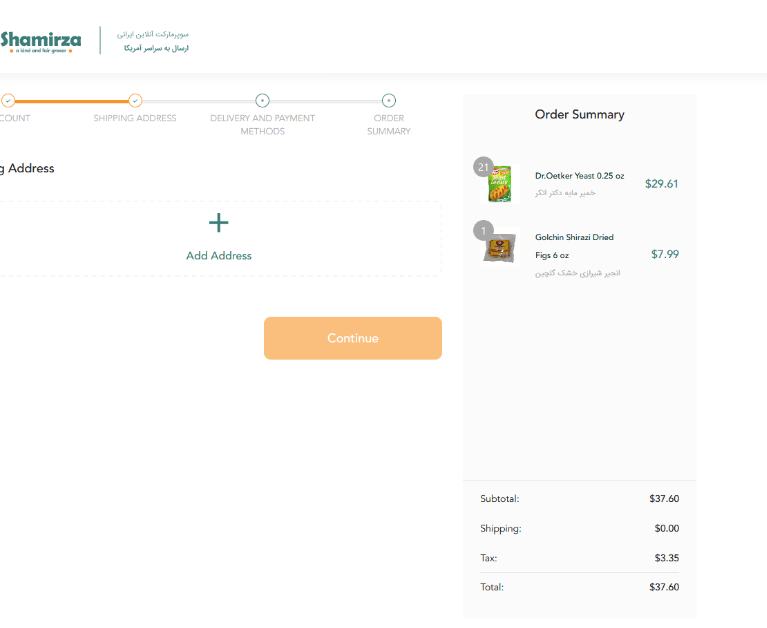 Shamirza
a kind and fair grocer
سوپرمارکت آنلاین ایرانی
ارسال به سراسر آمریکا
COUNT
SHIPPING ADDRESS
DELIVERY AND PAYMENT
METHODS
ORDER
SUMMARY
g Address
Add Address
Continue
Order Summary
21
Dr.Oetker Yeast 0.25 oz
خمیر مایه دکتر اتکر
$29.61
1
Golchin Shirazi Dried
Figs 6 oz
انجیر شیرازی خشک گلچین
$7.99
Subtotal:
$37.60
Shipping:
$0.00
Tax:
$3.35
Total:
$37.60